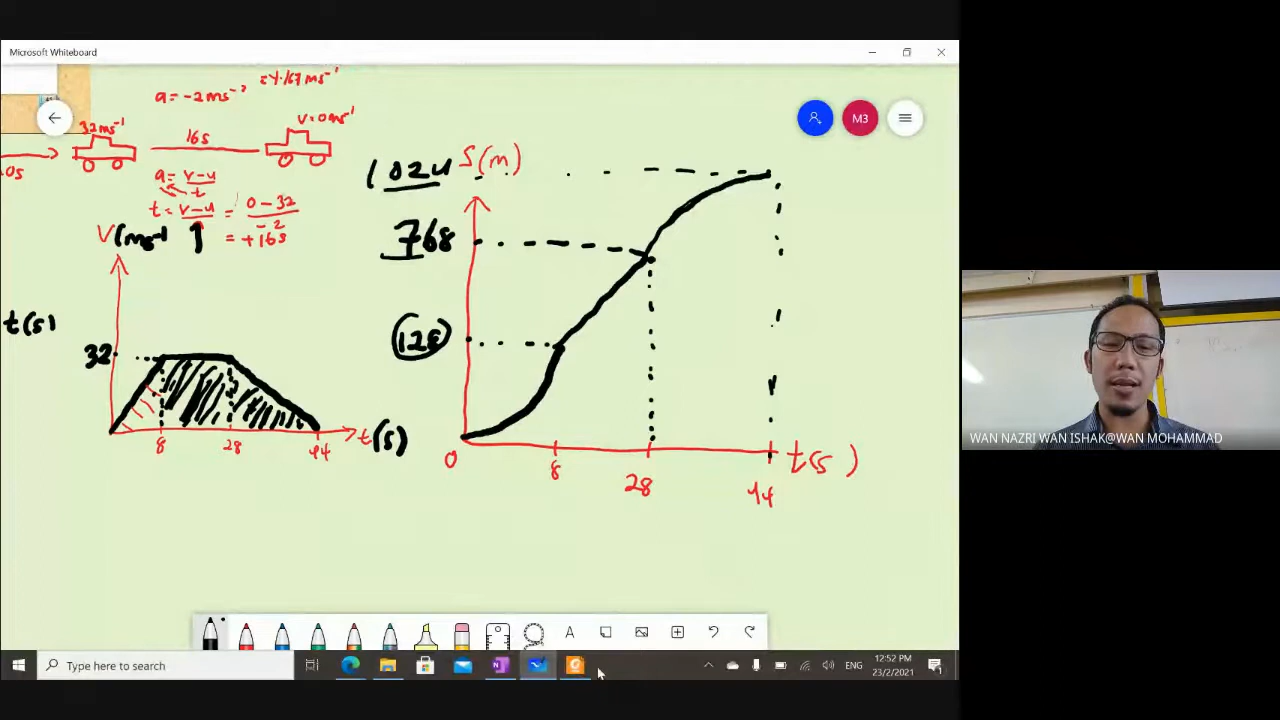 Microsoft Whiteboard
a = -2ms⁻²
32ms⁻¹
16s
V=0ms⁻¹
a = v-u
t
t = v-u = 0-32
-2
= +16s
V(ms⁻¹)
t(s)
32
8
28
44
t(s)
S(m)
1024
768
128
0
8
28
44
t(s)
M3
WAN NAZRI WAN ISHAK@WAN MOHAMMAD
Type here to search
ENG
12:52 PM
23/2/2021